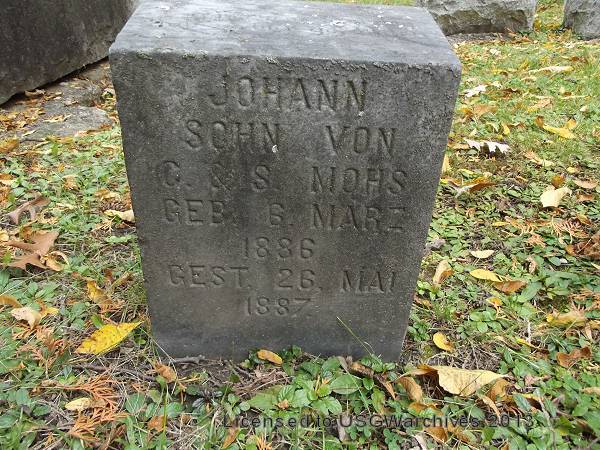 JOHANN
SOHN VON
C. & S. MOHS
GEB. 6. MARZ
1886
GEST. 26. MAI
1887
Licensed to USGWarchives 2013